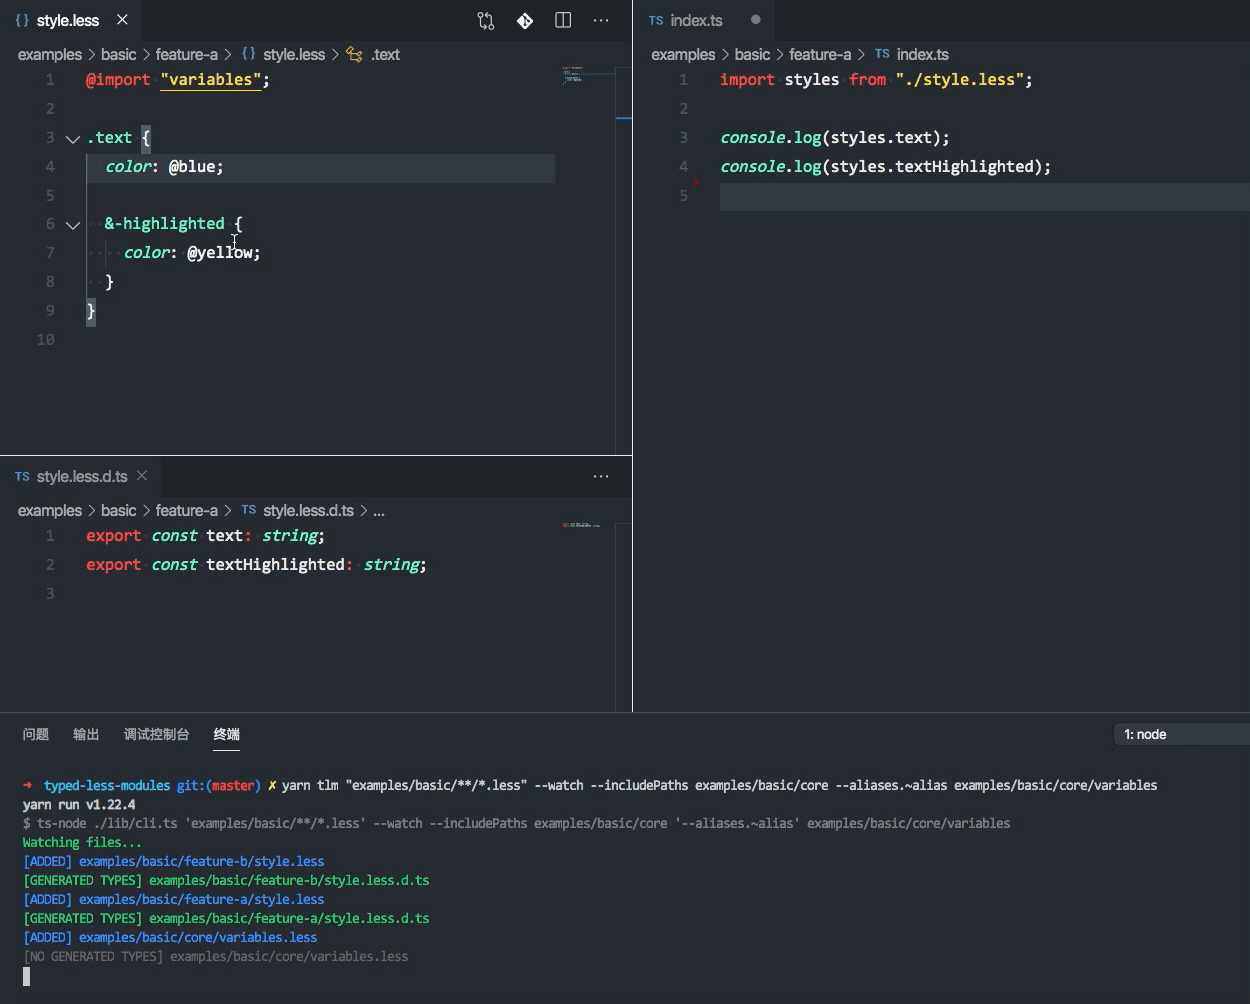 style.less
examples > basic > feature-a > {} style.less > .text
1 @import "variables";
2
3 .text {
4 color: @blue;
5
6 &-highlighted {
7 color: @yellow;
8 }
9 }
10
TS style.less.d.ts
examples > basic > feature-a > TS style.less.d.ts > ...
1 export const text: string;
2 export const textHighlighted: string;
3
TS index.ts
examples > basic > feature-a > TS index.ts
1 import styles from "./style.less";
2
3 console.log(styles.text);
4 console.log(styles.textHighlighted);
5
问题 输出 调试控制台 终端
1: node
➜ typed-less-modules git:(master) ✗ yarn tlm "examples/basic/**/*.less" --watch --includePaths examples/basic/core --aliases.~alias examples/basic/core/variables
yarn run v1.22.4
$ ts-node ./lib/cli.ts 'examples/basic/**/*.less' --watch --includePaths examples/basic/core '--aliases.~alias' examples/basic/core/variables
Watching files...
[ADDED] examples/basic/feature-b/style.less
[GENERATED TYPES] examples/basic/feature-b/style.less.d.ts
[ADDED] examples/basic/feature-a/style.less
[GENERATED TYPES] examples/basic/feature-a/style.less.d.ts
[ADDED] examples/basic/core/variables.less
[NO GENERATED TYPES] examples/basic/core/variables.less